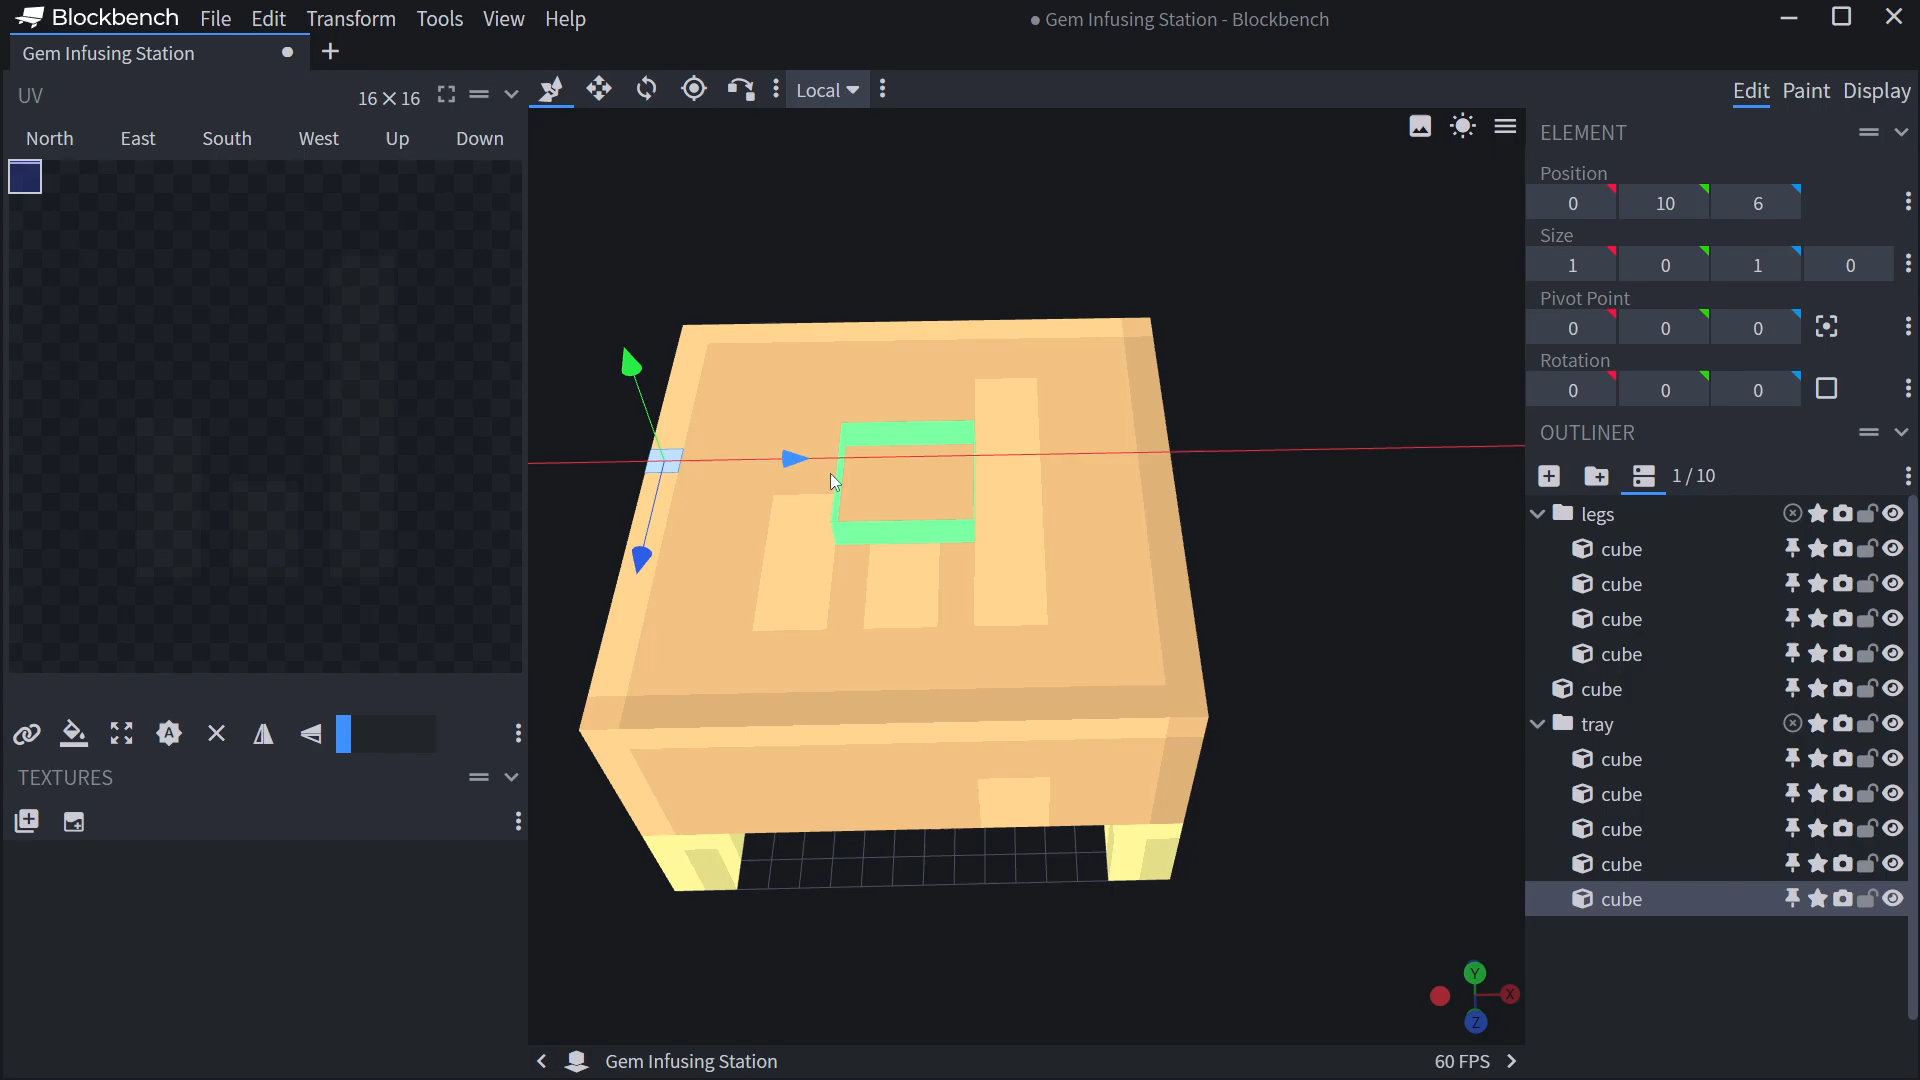 Blockbench File Edit Transform Tools View Help
● Gem Infusing Station - Blockbench
Gem Infusing Station
UV 16×16
North East South West Up Down
Local
Edit Paint Display
ELEMENT
Position
0 10 6
Size
1 0 1 0
Pivot Point
0 0 0
Rotation
0 0 0
OUTLINER
1 / 10
legs
cube
cube
cube
cube
cube
tray
cube
cube
cube
cube
cube
A
TEXTURES
Y
X
Z
Gem Infusing Station
60 FPS